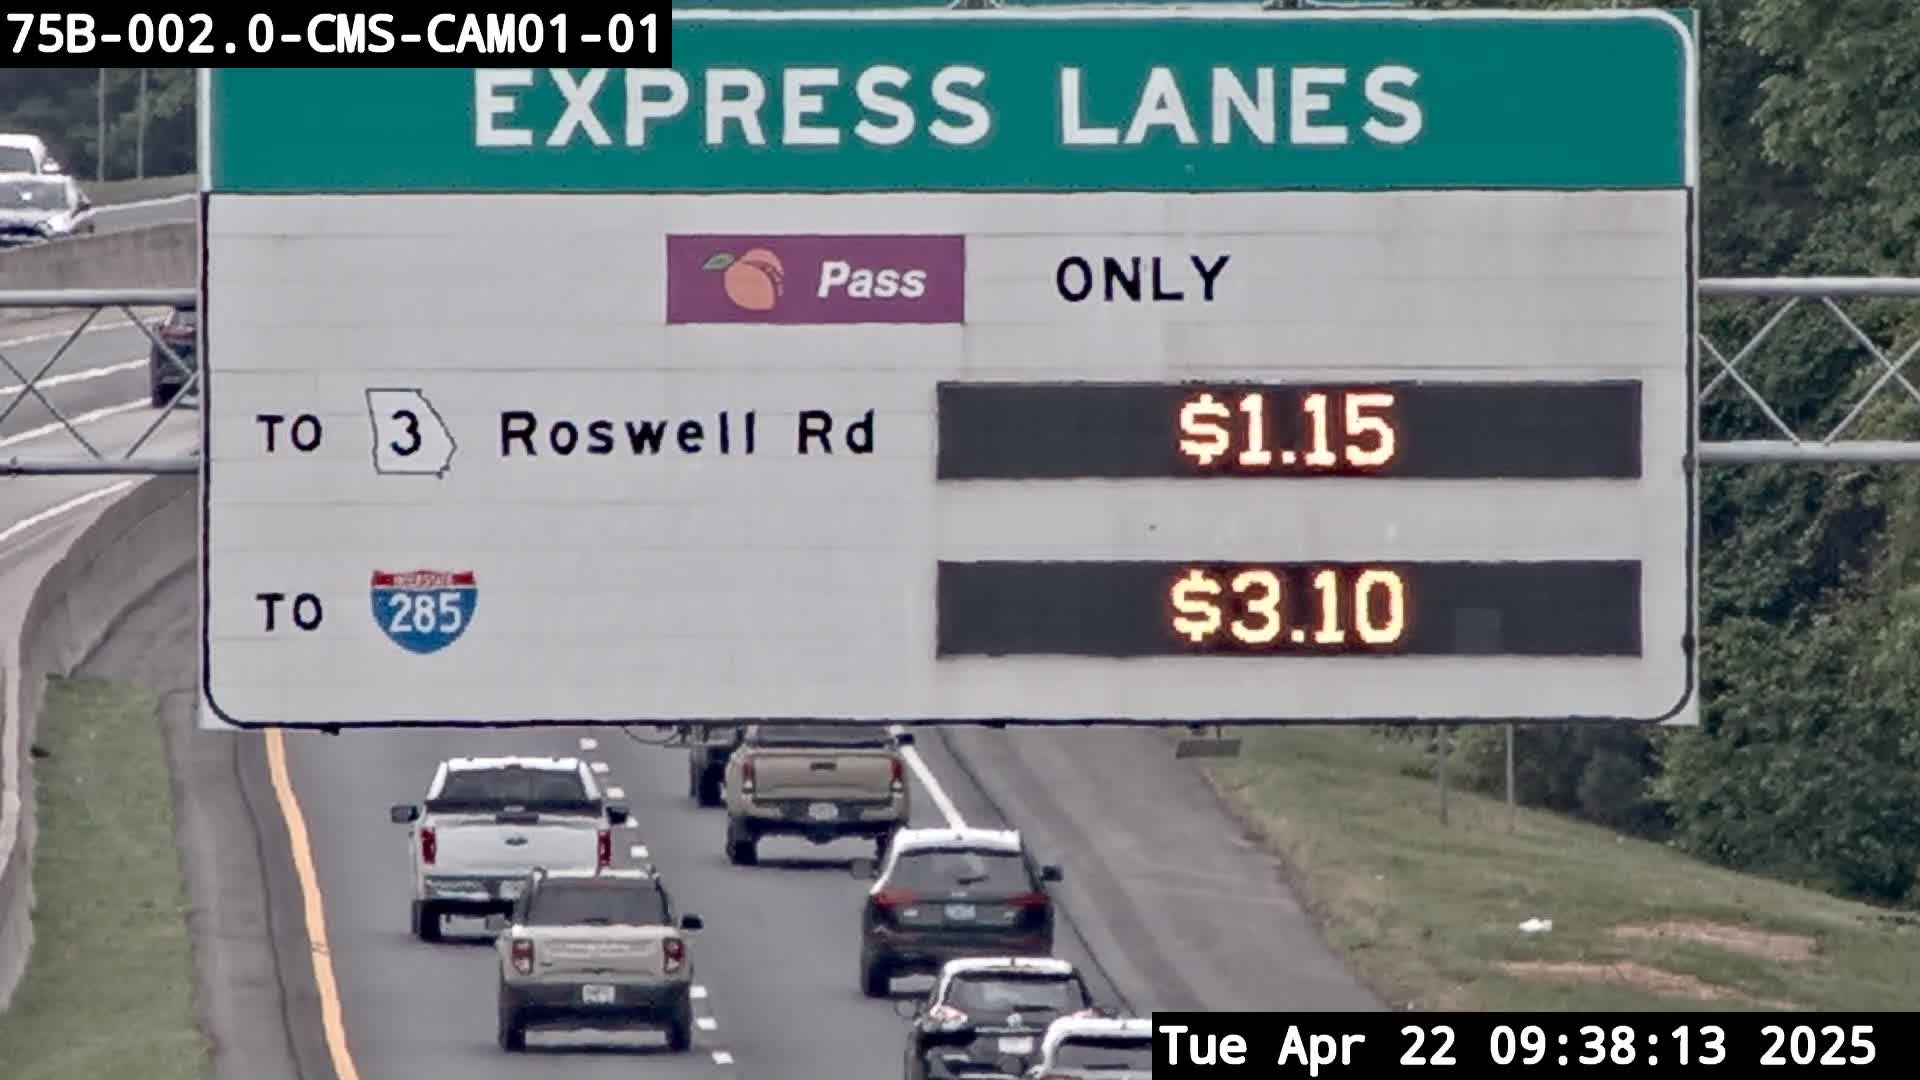 75B-002.0-CMS-CAM01-01
EXPRESS LANES
Pass ONLY
TO 3 Roswell Rd $1.15
INTERSTATE
TO 285 $3.10
Tue Apr 22 09:38:13 2025